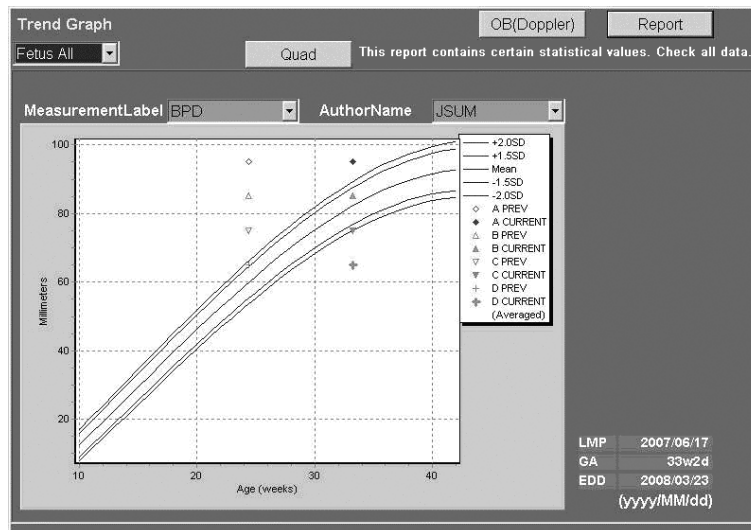 Trend Graph
OB(Doppler)
Report
Fetus All
Quad
This report contains certain statistical values. Check all data.
MeasurementLabel BPD
AuthorName JSUM
100
80
60
40
20
Millimeters
10
20
30
40
Age (weeks)
+2.0SD
+1.5SD
Mean
-1.5SD
-2.0SD
A PREV
A CURRENT
B PREV
B CURRENT
C PREV
C CURRENT
D PREV
D CURRENT
(Averaged)
LMP 2007/06/17
GA 33w2d
EDD 2008/03/23
(yyyy/MM/dd)